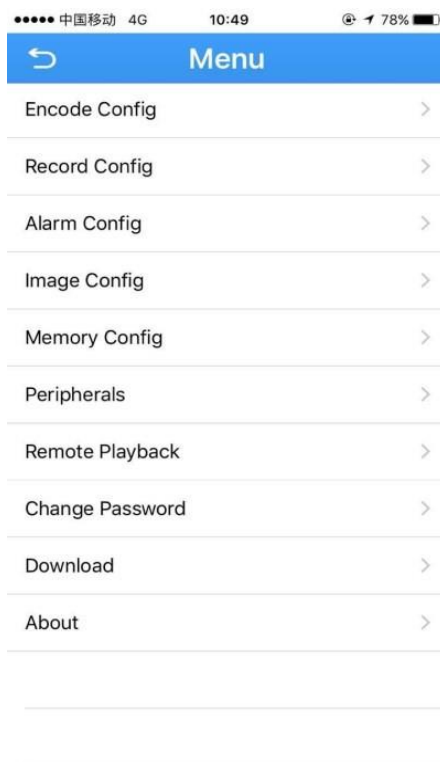 中国移动 4G 10:49 78%
Menu
Encode Config
Record Config
Alarm Config
Image Config
Memory Config
Peripherals
Remote Playback
Change Password
Download
About